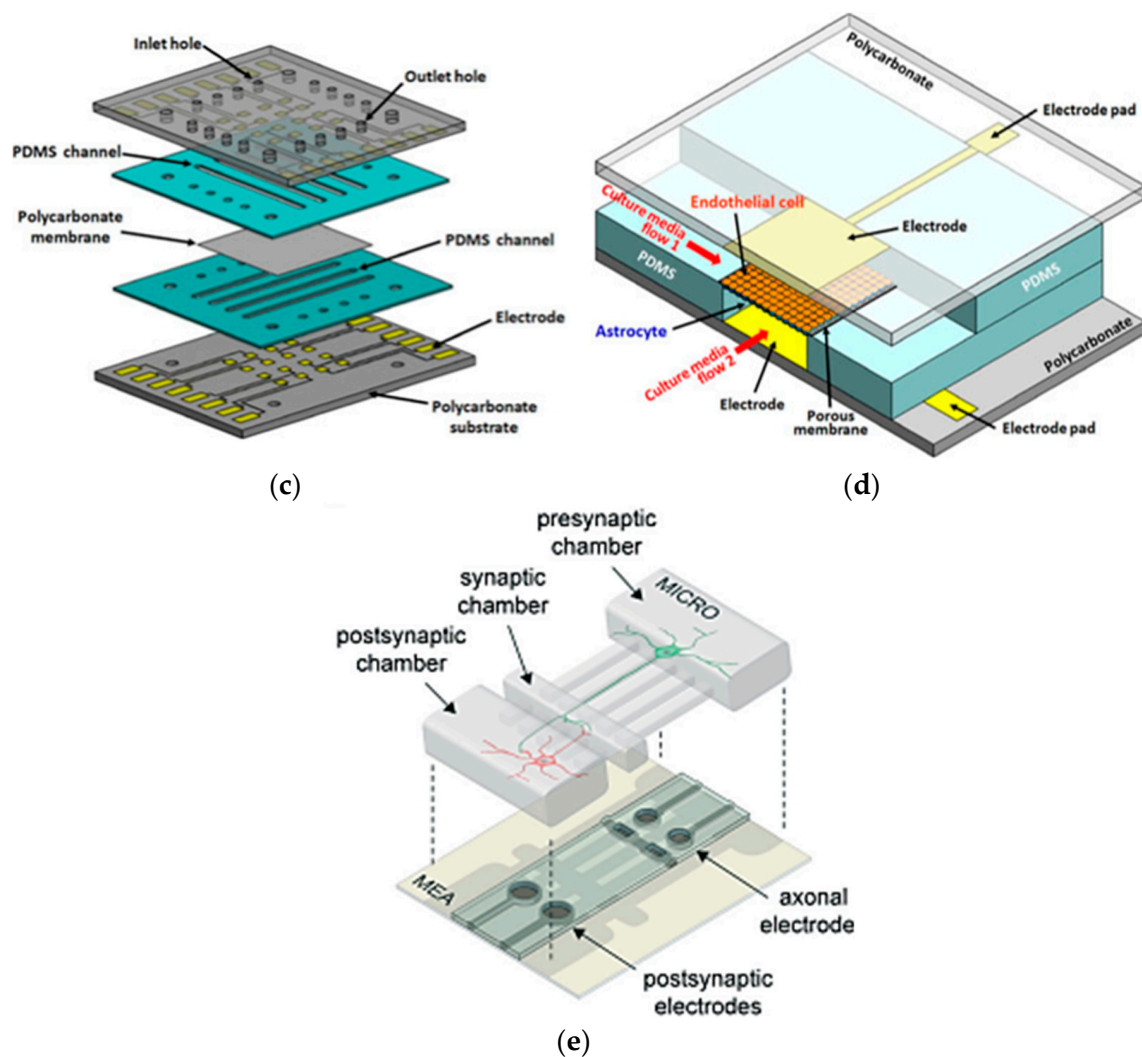 Inlet hole
Outlet hole
PDMS channel
Polycarbonate
membrane
PDMS channel
Electrode
Polycarbonate
substrate
(c)
Polycarbonate
Electrode pad
Endothelial cell
Culture media
flow 1
Electrode
PDMS
PDMS
Astrocyte
Culture media
flow 2
Polycarbonate
Electrode
Porous
membrane
Electrode pad
(d)
presynaptic
chamber
MICRO
synaptic
chamber
postsynaptic
chamber
MEA
axonal
electrode
postsynaptic
electrodes
(e)